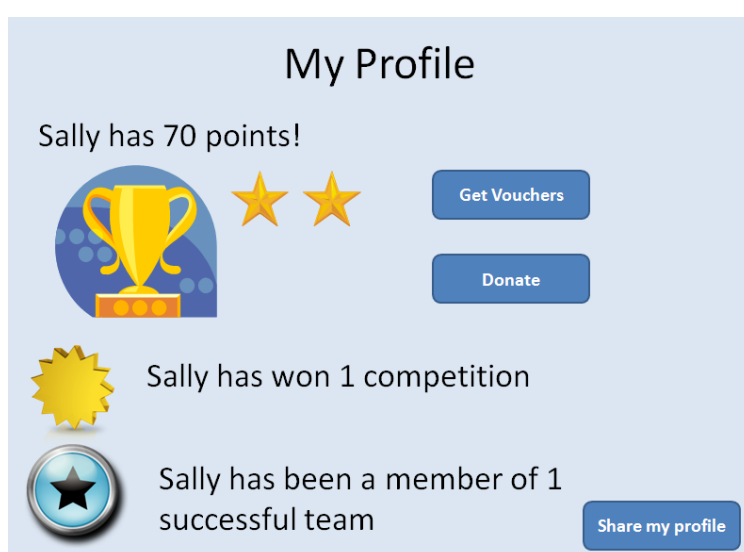 My Profile
Sally has 70 points!
Get Vouchers
Donate
Sally has won 1 competition
Sally has been a member of 1
successful team
Share my profile